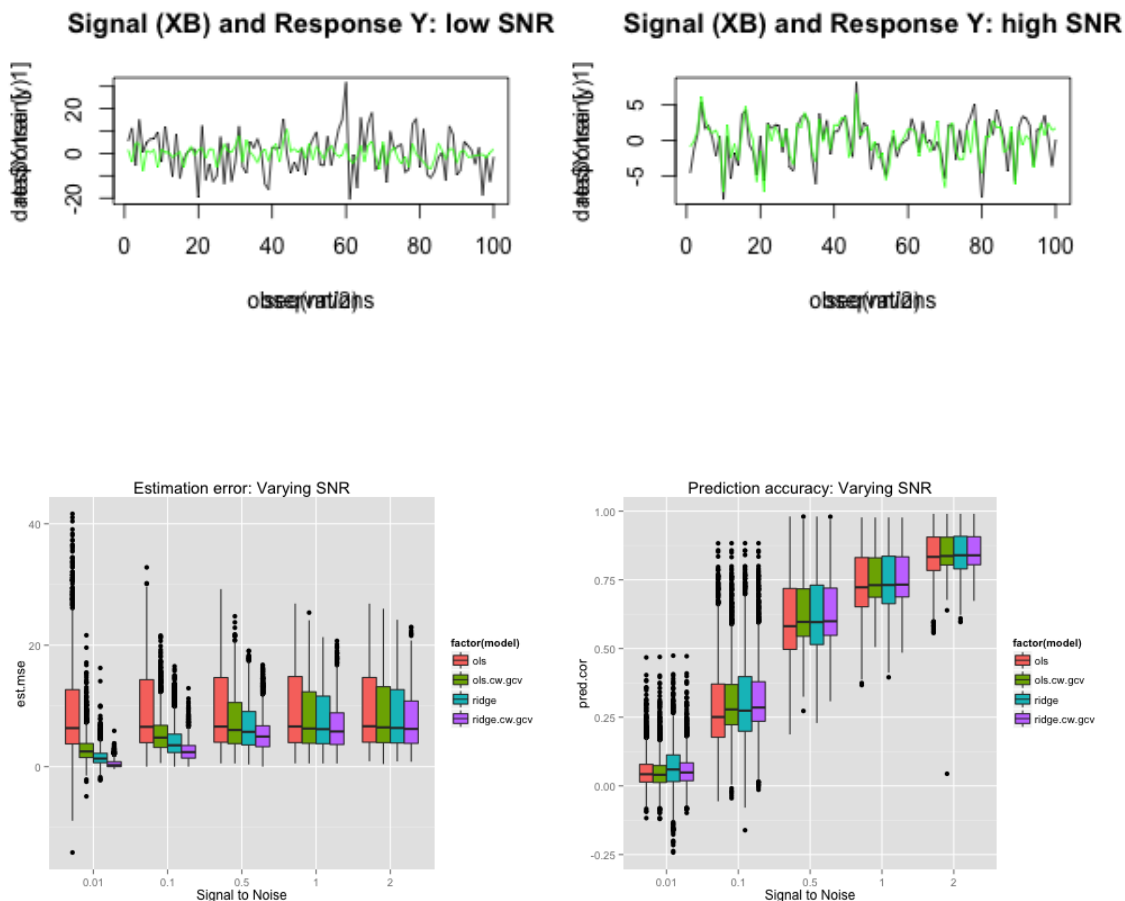 Signal (XB) and Response Y: low SNR
20
0
-20
0 20 40 60 80 100
Signal (XB) and Response Y: high SNR
5
0
-5
0 20 40 60 80 100
Estimation error: Varying SNR
est.mse
40
20
0
0.01 0.1 0.5 1 2
Signal to Noise
factor(model)
ols
ols.cw.gcv
ridge
ridge.cw.gcv
Prediction accuracy: Varying SNR
pred.cor
1.00
0.75
0.50
0.25
0.00
-0.25
0.01 0.1 0.5 1 2
Signal to Noise
factor(model)
ols
ols.cw.gcv
ridge
ridge.cw.gcv